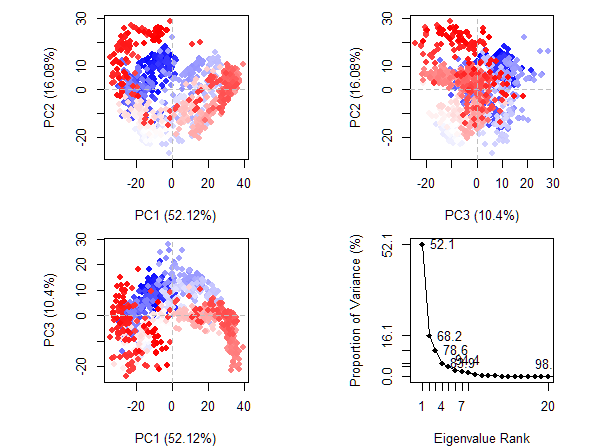 30
10
0
-20
PC2 (16.08%)
-20 0 20 40
PC1 (52.12%)
30
10
0
-20
PC2 (16.08%)
-20 0 10 20 30
PC3 (10.4%)
30
20
10
0
-20
PC3 (10.4%)
-20 0 20 40
PC1 (52.12%)
52.1
16.1
0.0
Proportion of Variance (%)
52.1
68.2
78.6
98.
1 4 7 20
Eigenvalue Rank